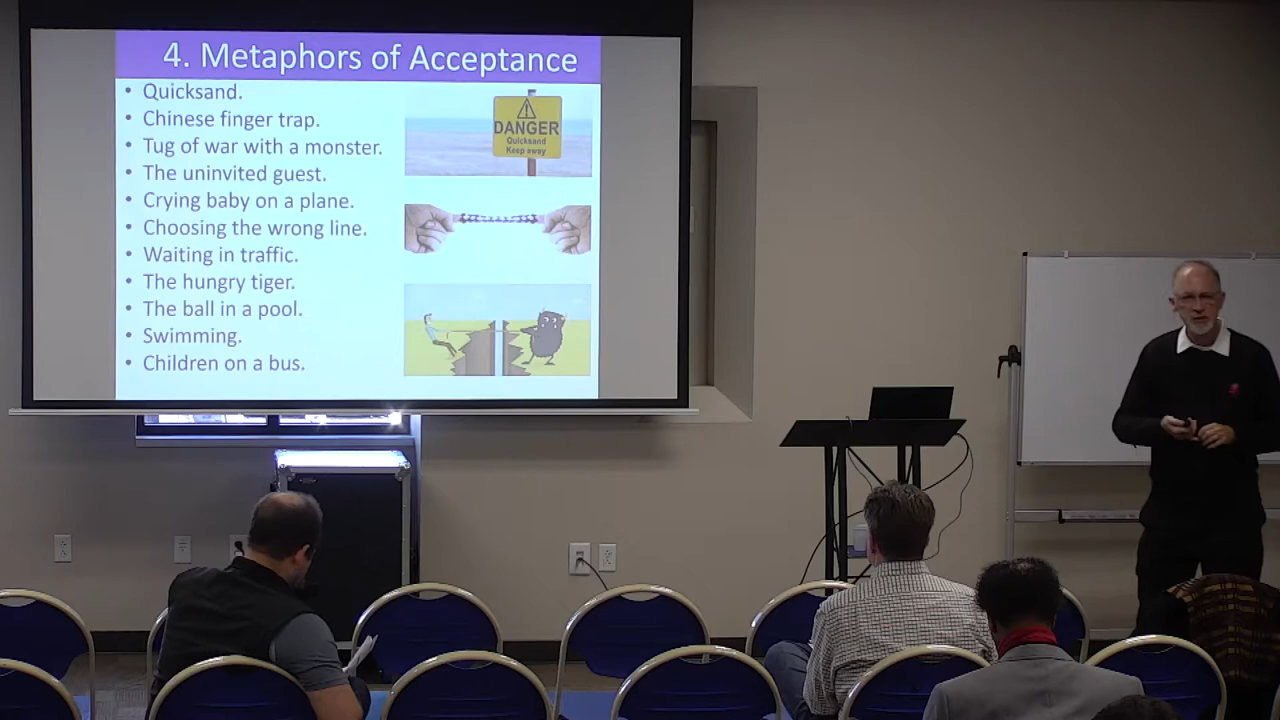 4. Metaphors of Acceptance
• Quicksand.
• Chinese finger trap.
• Tug of war with a monster.
• The uninvited guest.
• Crying baby on a plane.
• Choosing the wrong line.
• Waiting in traffic.
• The hungry tiger.
• The ball in a pool.
• Swimming.
• Children on a bus.
DANGER
Quicksand
Keep away